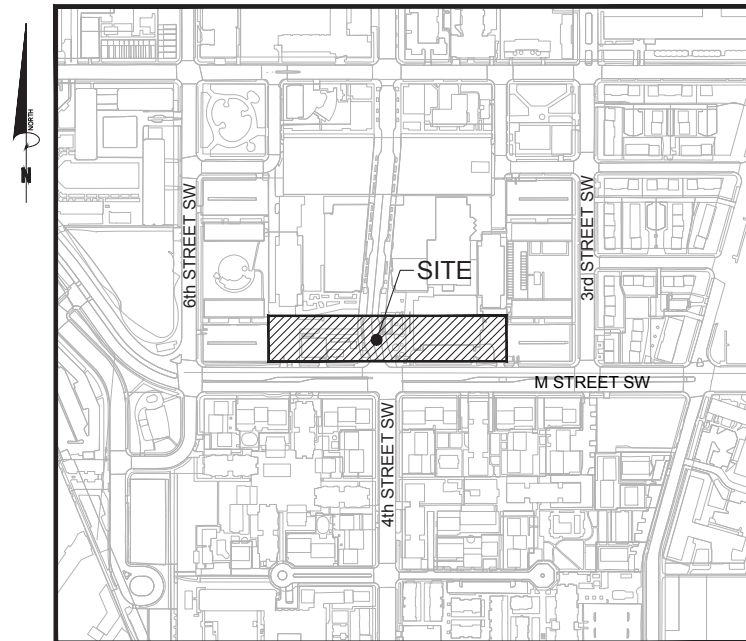 NORTH
N
6th STREET SW
3rd STREET SW
SITE
M STREET SW
4th STREET SW